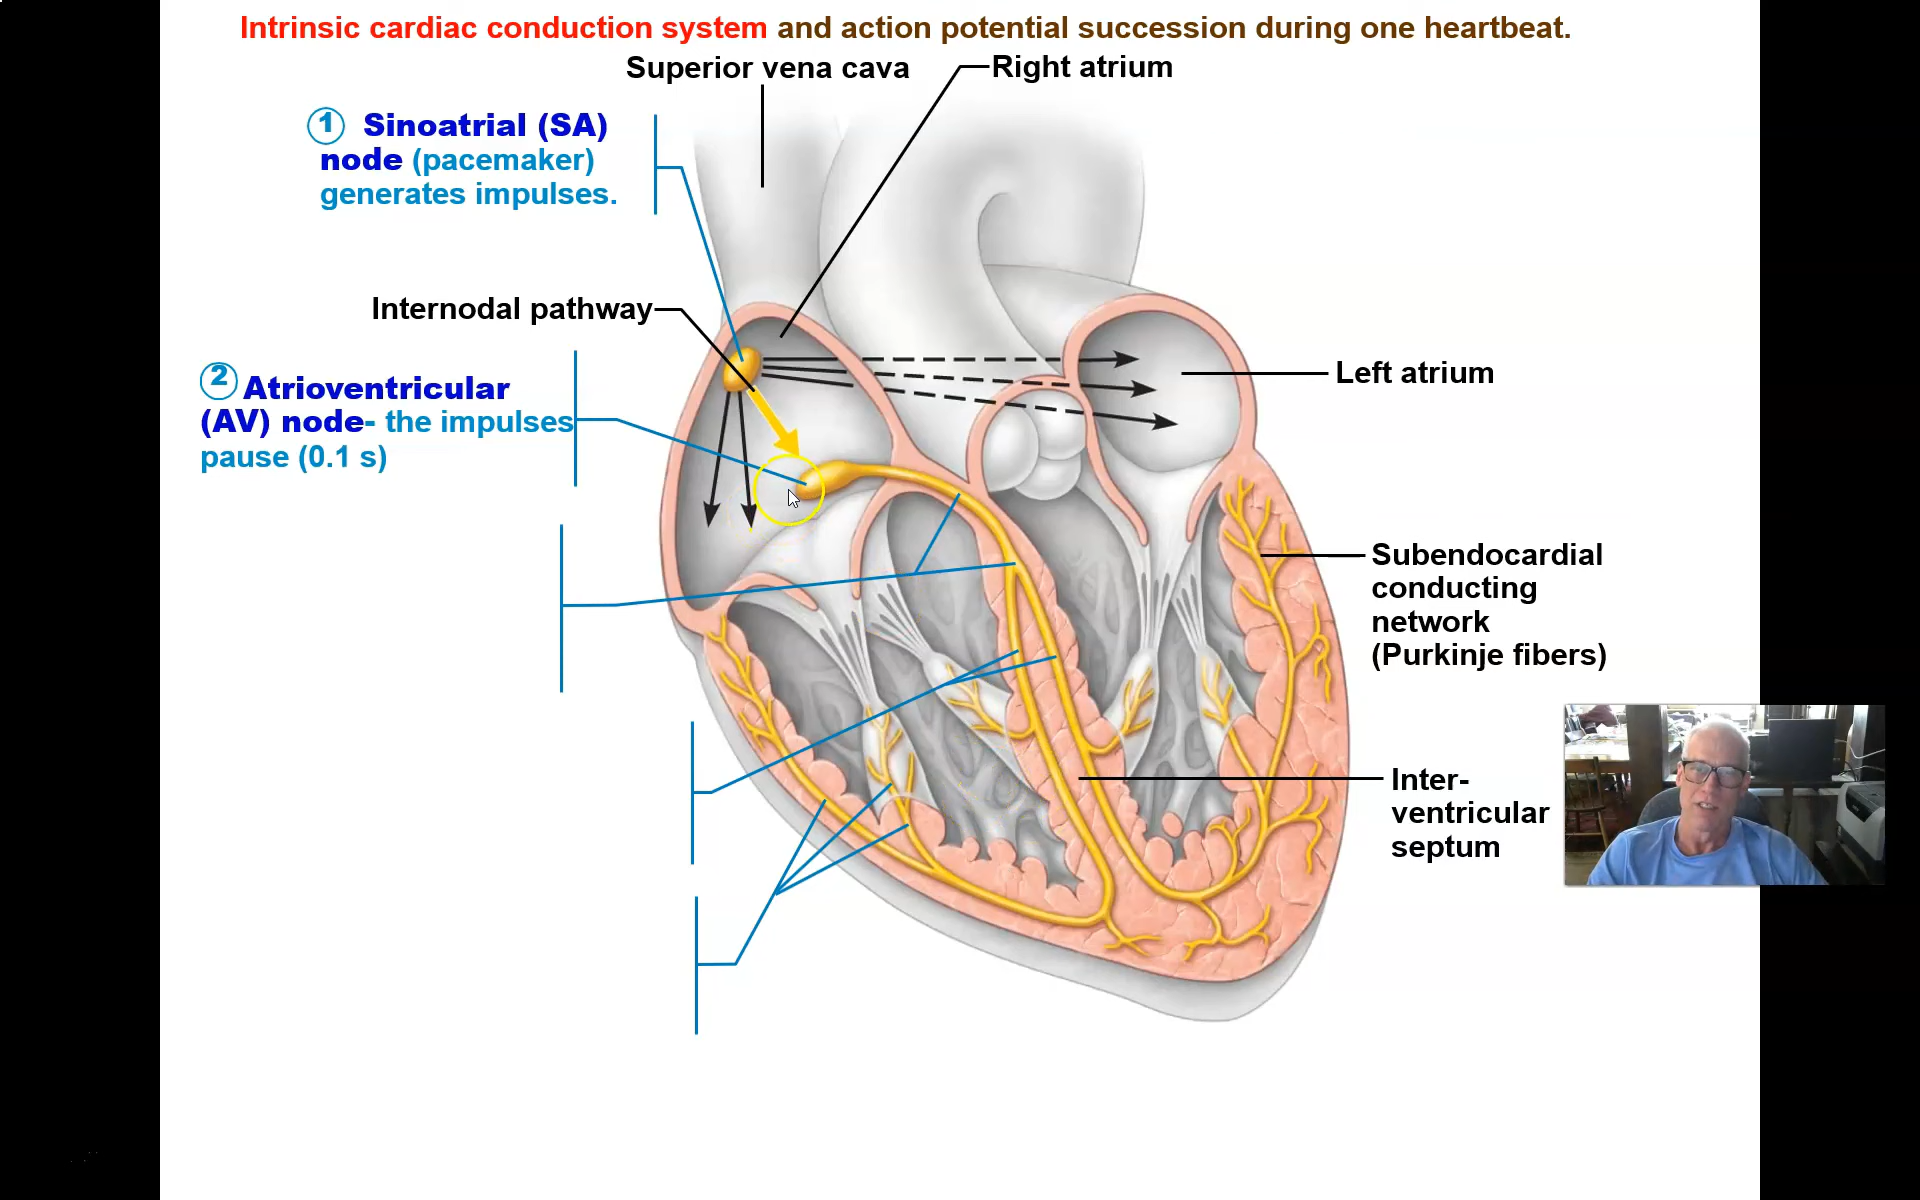 Intrinsic cardiac conduction system and action potential succession during one heartbeat.
Superior vena cava
Right atrium
1 Sinoatrial (SA)
node (pacemaker)
generates impulses.
Internodal pathway
2 Atrioventricular
(AV) node- the impulses
pause (0.1 s)
Left atrium
Subendocardial
conducting
network
(Purkinje fibers)
Inter-
ventricular
septum